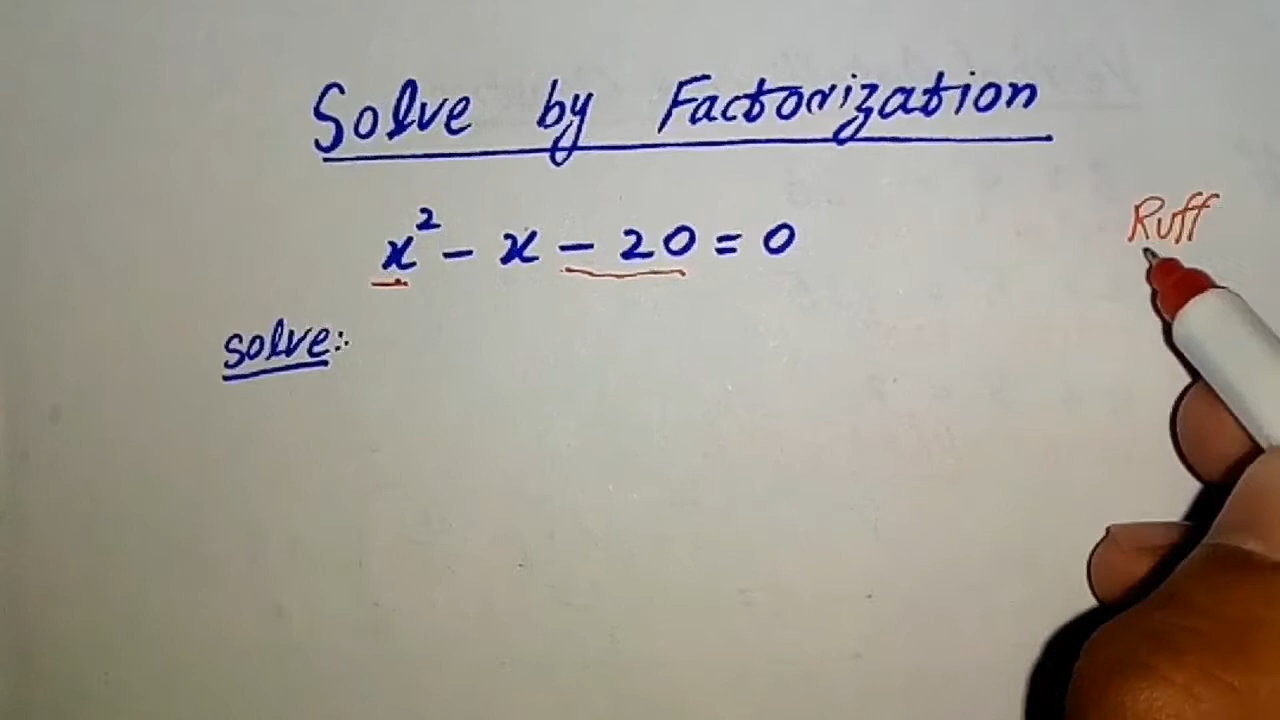 Solve by Factorization
x² - x - 20 = 0
Ruff
solve: